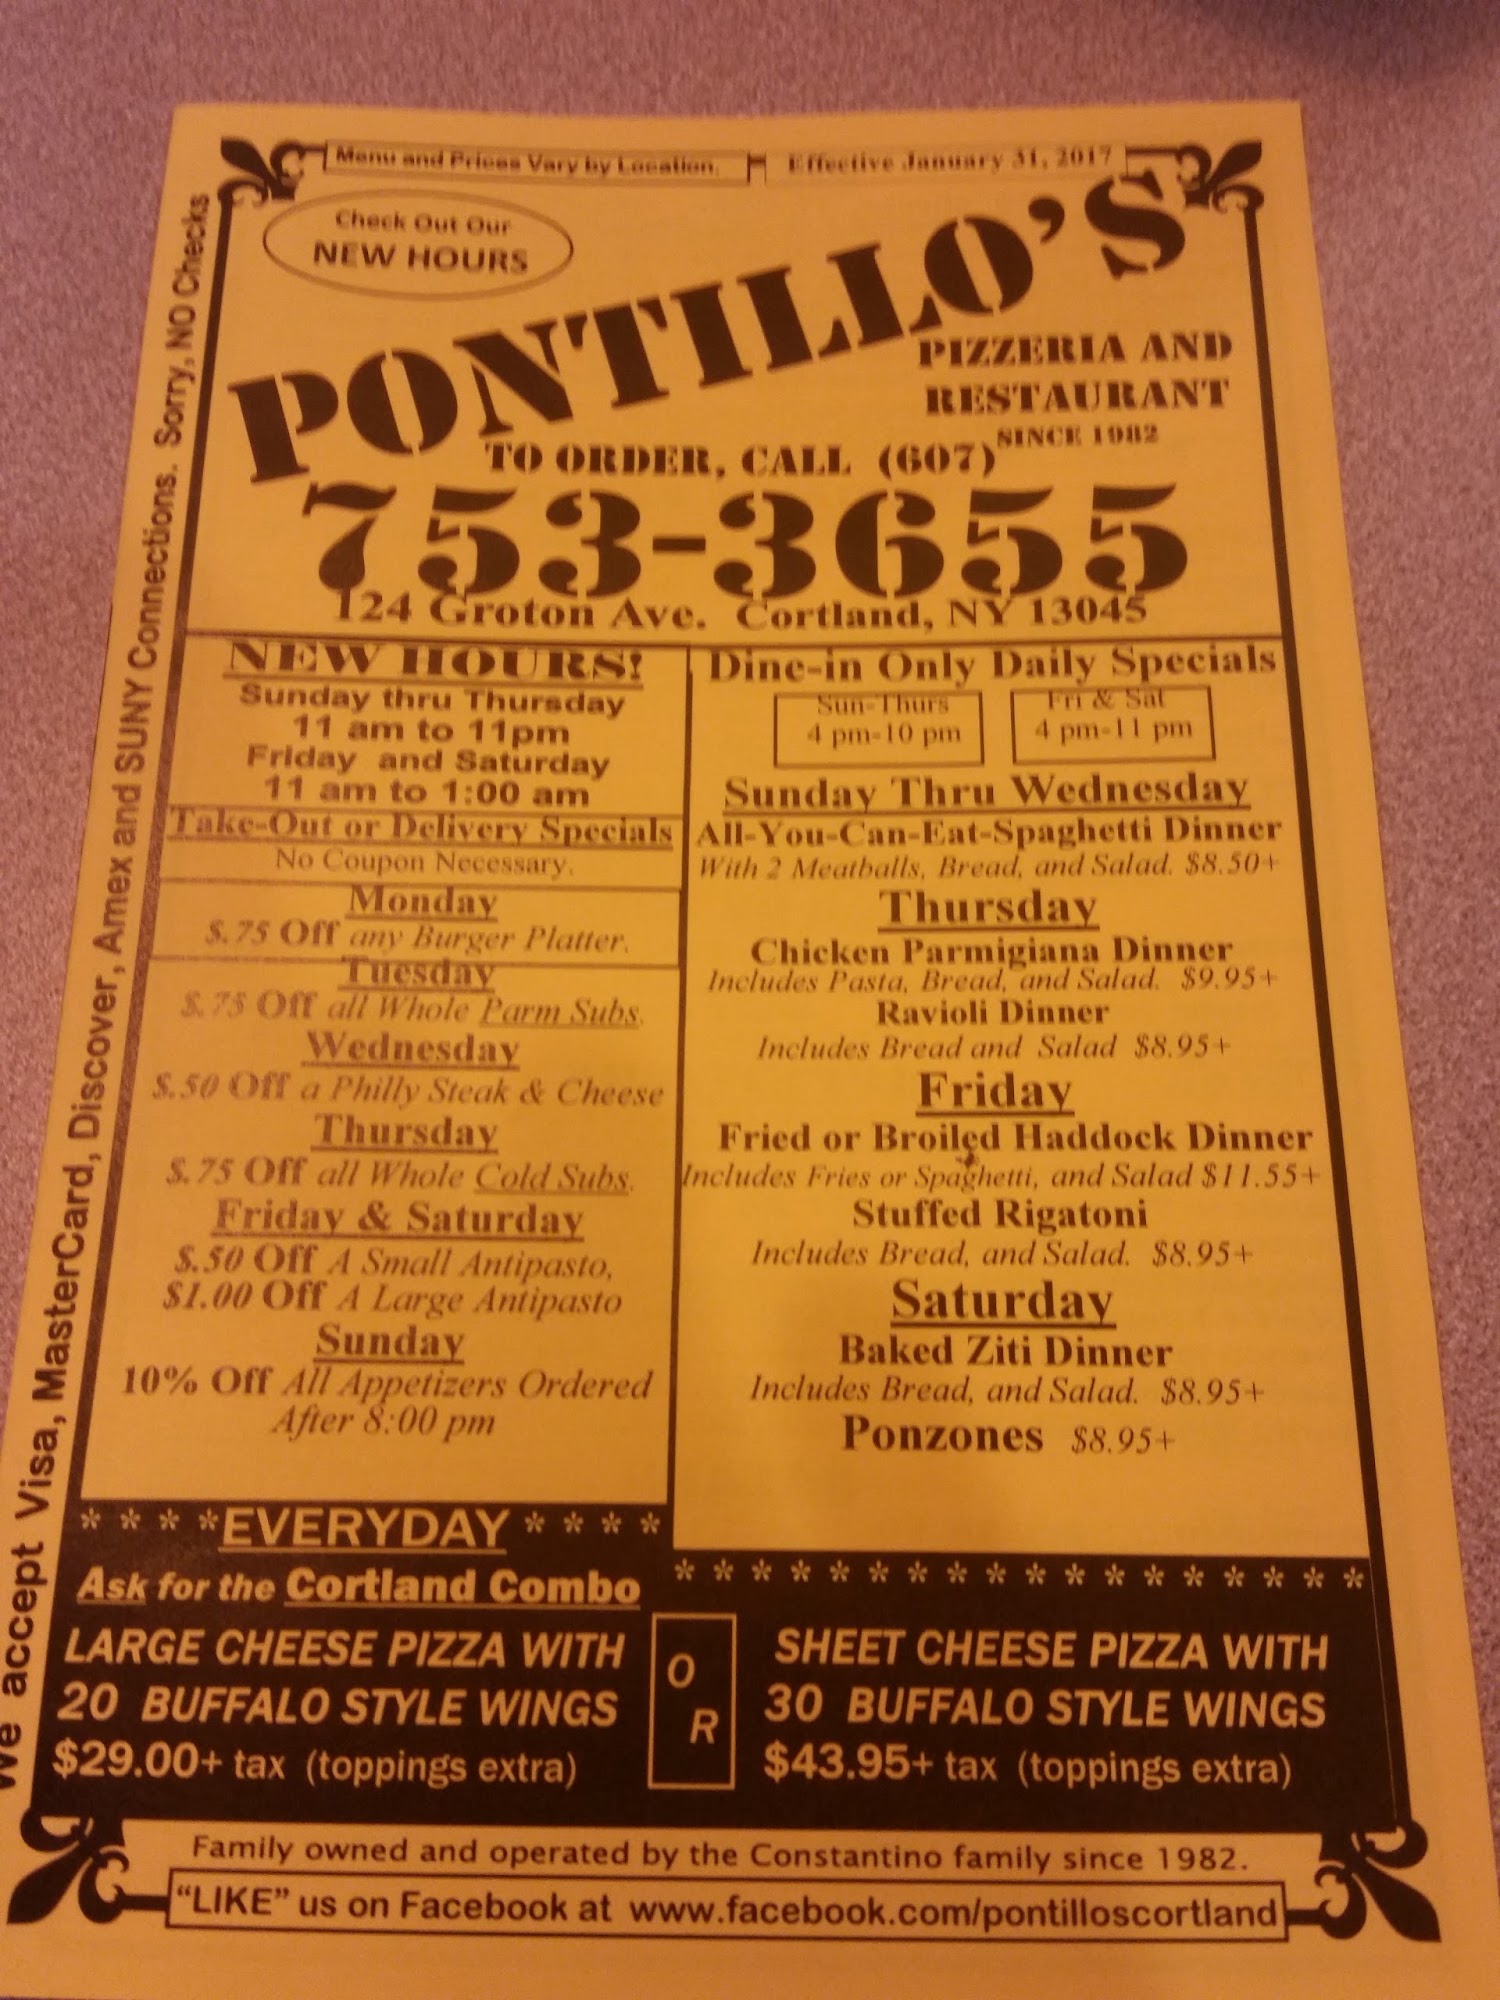 Menu and Prices Vary by Location.
Effective January 31, 2017
Check Out Our
NEW HOURS
PONTILLO'S
PIZZERIA AND
RESTAURANT
SINCE 1982
TO ORDER, CALL (607)
753-3655
124 Groton Ave. Cortland, NY 13045
We accept Visa, MasterCard, Discover, Amex and SUNY Connections. Sorry, NO Checks
NEW HOURS!
Sunday thru Thursday
11 am to 11pm
Friday and Saturday
11 am to 1:00 am
Take-Out or Delivery Specials
No Coupon Necessary.
Monday
$.75 Off any Burger Platter.
Tuesday
$.75 Off all Whole Parm Subs.
Wednesday
$.50 Off a Philly Steak & Cheese
Thursday
$.75 Off all Whole Cold Subs.
Friday & Saturday
$.50 Off A Small Antipasto,
$1.00 Off A Large Antipasto
Sunday
10% Off All Appetizers Ordered
After 8:00 pm
Dine-in Only Daily Specials
Sun-Thurs
4 pm-10 pm
Fri & Sat
4 pm-11 pm
Sunday Thru Wednesday
All-You-Can-Eat-Spaghetti Dinner
With 2 Meatballs, Bread, and Salad. $8.50+
Thursday
Chicken Parmigiana Dinner
Includes Pasta, Bread, and Salad. $9.95+
Ravioli Dinner
Includes Bread and Salad $8.95+
Friday
Fried or Broiled Haddock Dinner
Includes Fries or Spaghetti, and Salad $11.55+
Stuffed Rigatoni
Includes Bread, and Salad. $8.95+
Saturday
Baked Ziti Dinner
Includes Bread, and Salad. $8.95+
Ponzones $8.95+
* * * *EVERYDAY * * * *
Ask for the Cortland Combo
* * * * * * * * * * * * * * * * * *
LARGE CHEESE PIZZA WITH
20 BUFFALO STYLE WINGS
$29.00+ tax (toppings extra)
OR
SHEET CHEESE PIZZA WITH
30 BUFFALO STYLE WINGS
$43.95+ tax (toppings extra)
Family owned and operated by the Constantino family since 1982.
"LIKE" us on Facebook at www.facebook.com/pontilloscortland